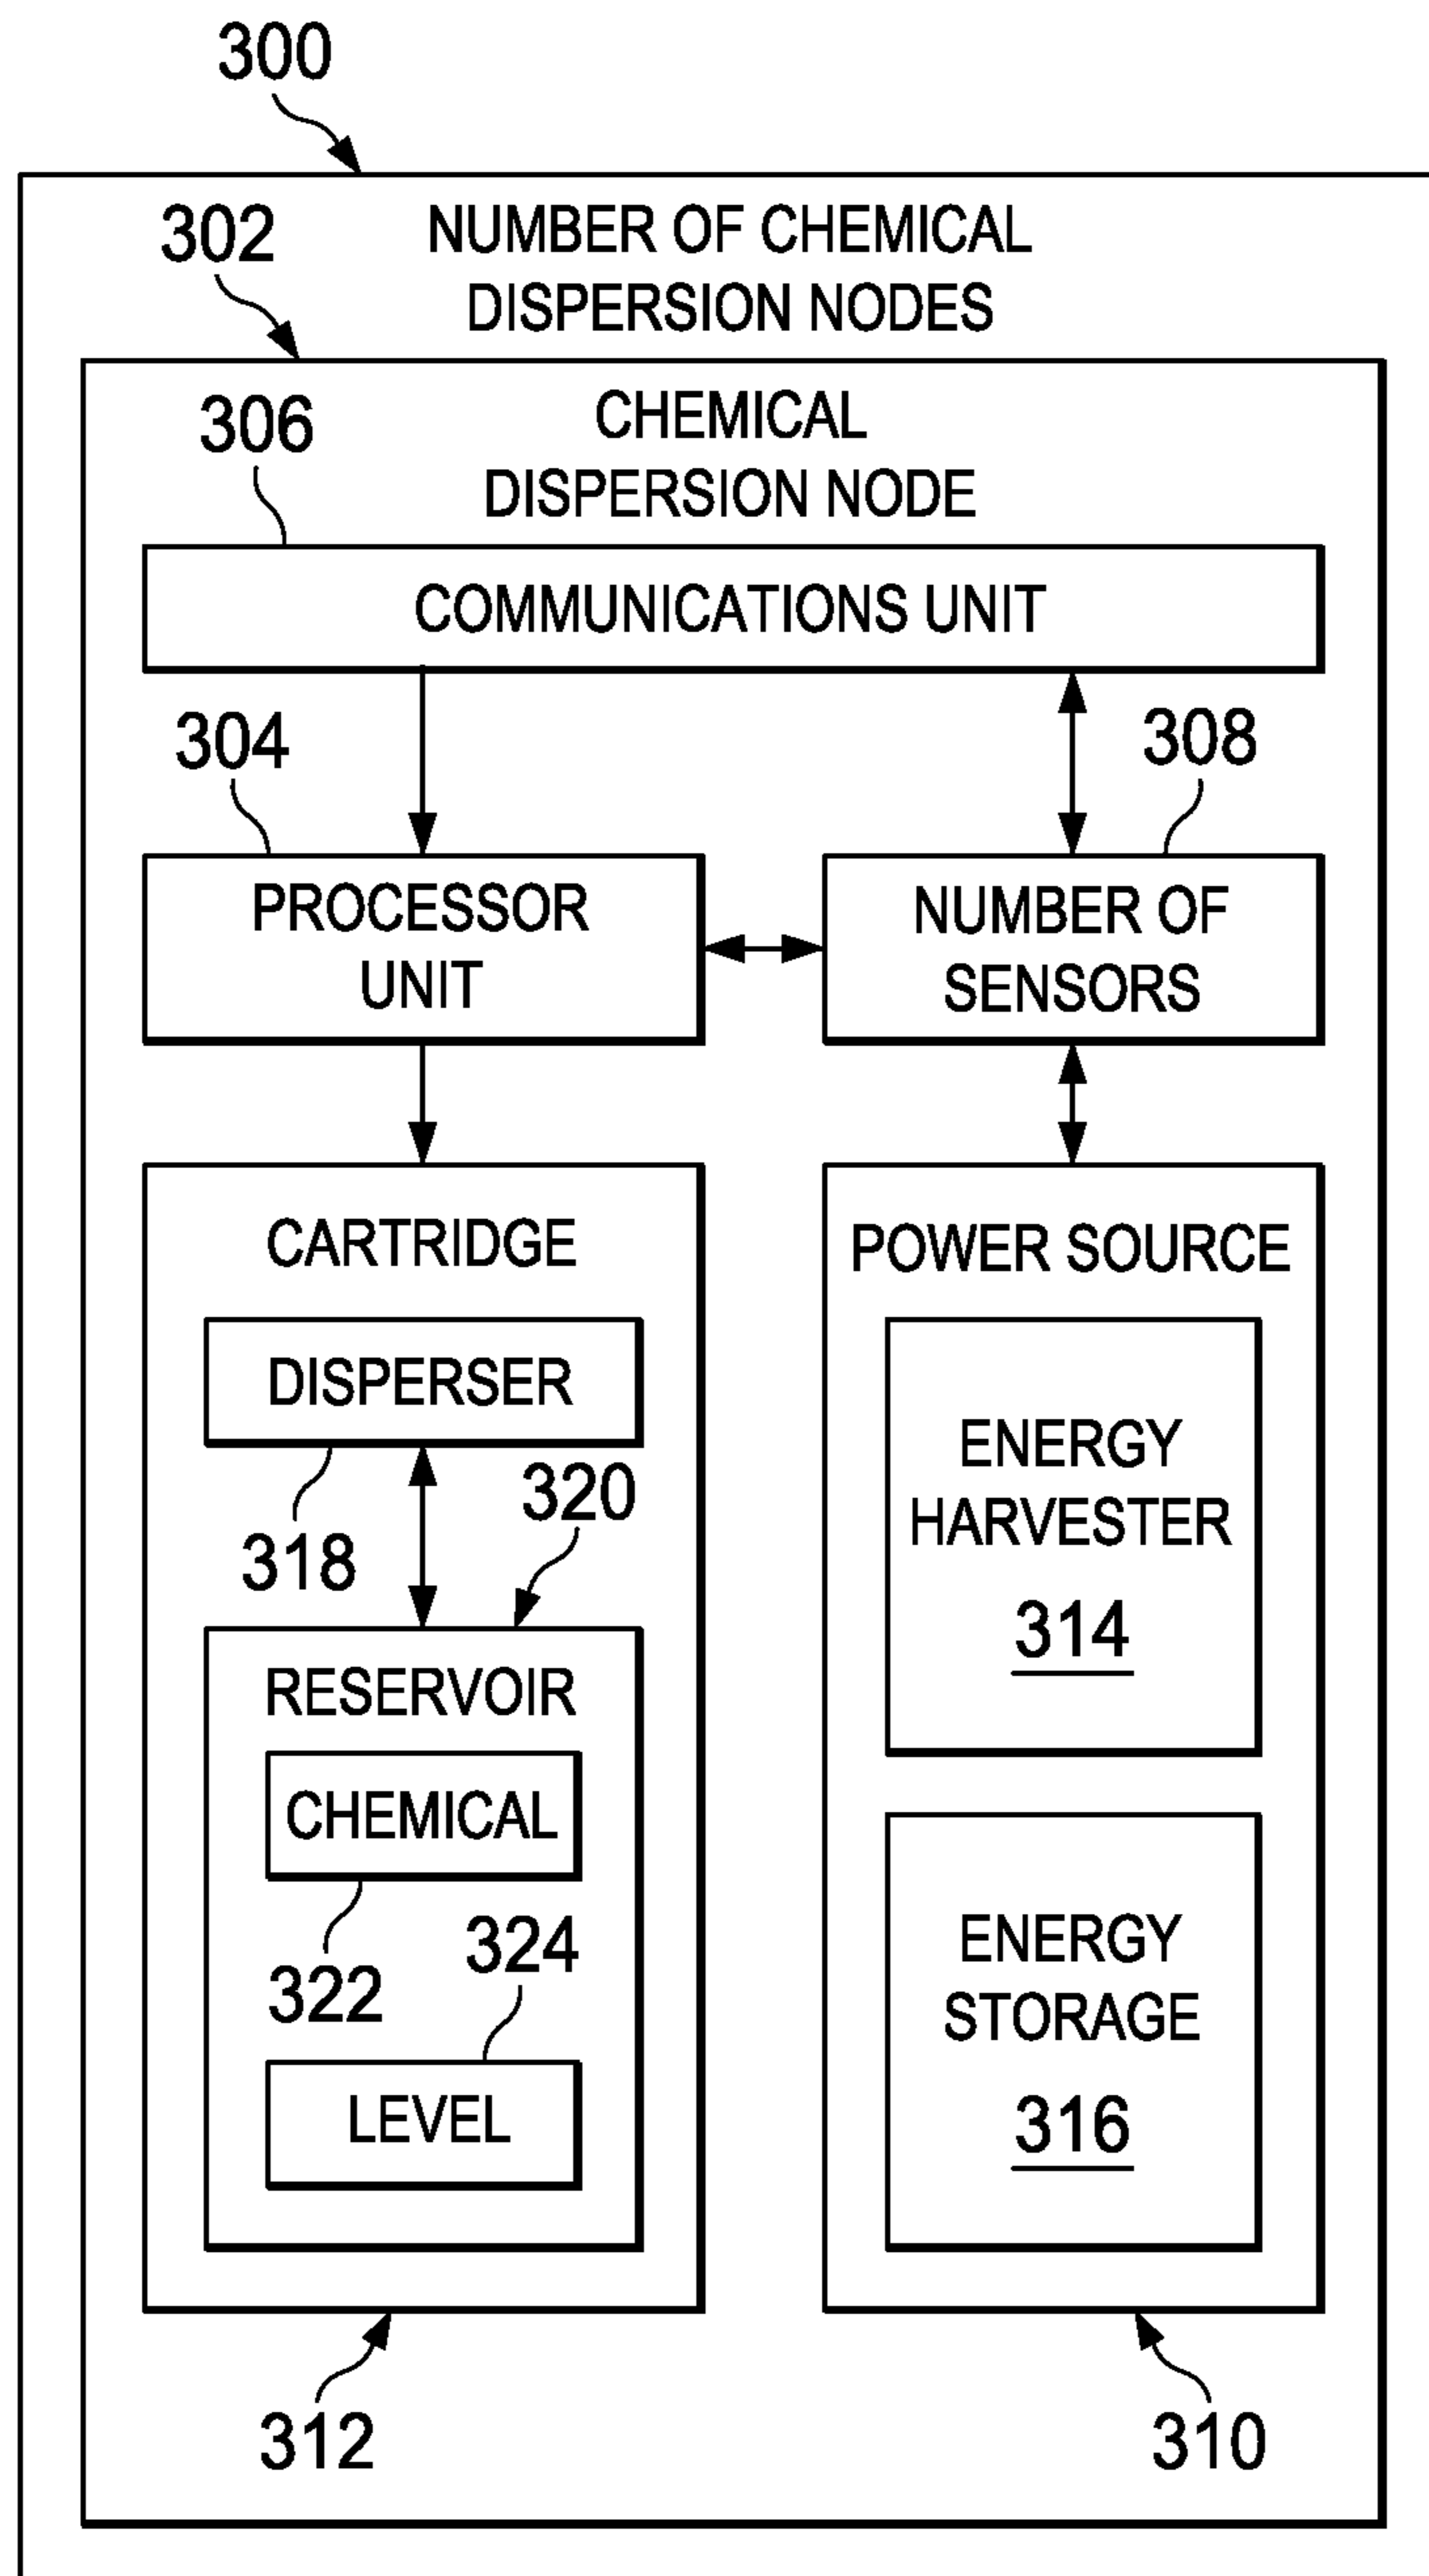 300
302
NUMBER OF CHEMICAL
DISPERSION NODES
306
CHEMICAL
DISPERSION NODE
COMMUNICATIONS UNIT
304
308
PROCESSOR
UNIT
NUMBER OF
SENSORS
CARTRIDGE
DISPERSER
318
320
RESERVOIR
CHEMICAL
322
324
LEVEL
312
POWER SOURCE
ENERGY
HARVESTER
314
ENERGY
STORAGE
316
310